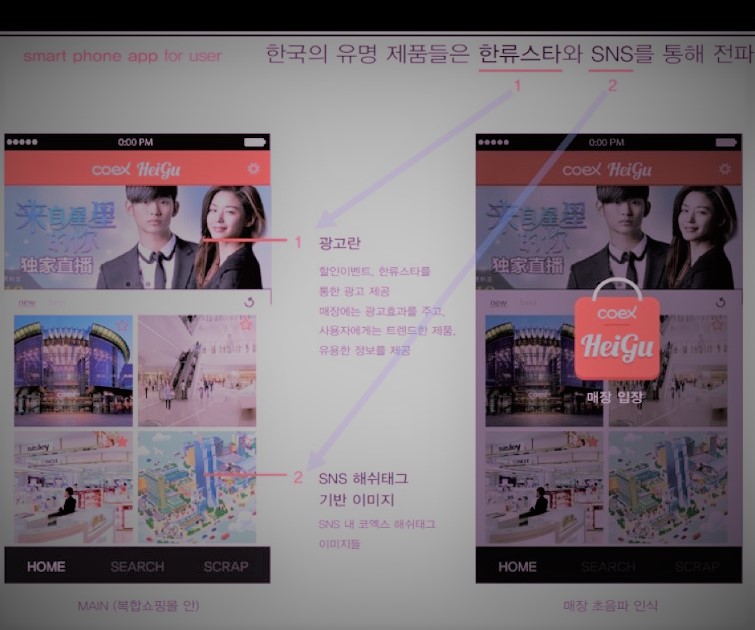 smart phone app for user
한국의 유명 제품들은 한류스타와 SNS를 통해 전파
1
2
0:00 PM
coex HeiGu
来自星星
的你
独家直播
new
HOME
SEARCH
SCRAP
MAIN (복합쇼핑몰 안)
1
광고란
할인이벤트, 한류스타를
통한 광고 제공
매장에는 광고효과를 주고,
사용자에게는 트렌드한 제품,
유용한 정보를 제공
2
SNS 해쉬태그
기반 이미지
SNS 내 코엑스 해쉬태그
이미지들
0:00 PM
coex HeiGu
来自星星
的你
独家直播
new
coex
HeiGu
매장 입장
HOME
SEARCH
SCRAP
매장 초음파 인식